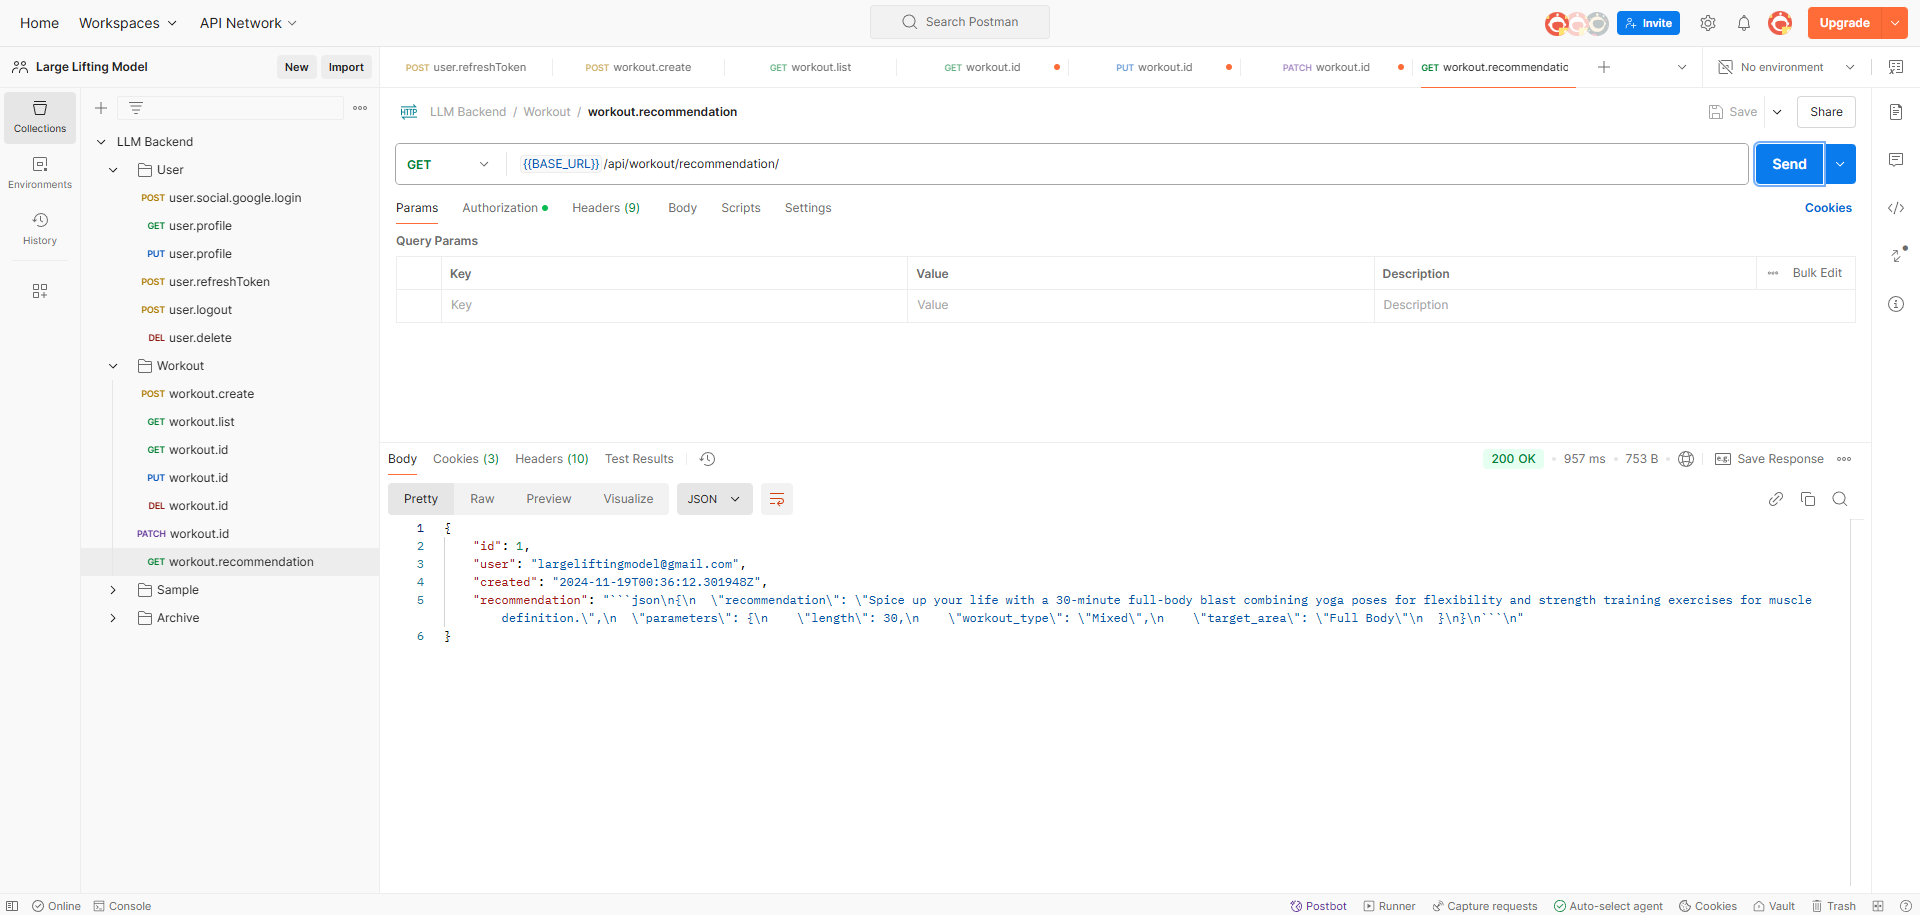 Home Workspaces API Network Search Postman Invite Upgrade
Large Lifting Model New Import
POST user.refreshToken POST workout.create GET workout.list GET workout.id PUT workout.id PATCH workout.id GET workout.recommendatic No environment
Collections
Environments
History
LLM Backend
User
POST user.social.google.login
GET user.profile
PUT user.profile
POST user.refreshToken
POST user.logout
DEL user.delete
Workout
POST workout.create
GET workout.list
GET workout.id
PUT workout.id
DEL workout.id
PATCH workout.id
GET workout.recommendation
Sample
Archive
HTTP LLM Backend / Workout / workout.recommendation Save Share
GET {{BASE_URL}} /api/workout/recommendation/ Send
Params Authorization Headers (9) Body Scripts Settings Cookies
Query Params
Key Value Description Bulk Edit
Key Value Description
Body Cookies (3) Headers (10) Test Results 200 OK 957 ms 753 B e.g. Save Response
Pretty Raw Preview Visualize JSON
1 {
2 "id": 1,
3 "user": "largeliftingmodel@gmail.com",
4 "created": "2024-11-19T00:36:12.301948Z",
5 "recommendation": "```json\n{\n  \"recommendation\": \"Spice up your life with a 30-minute full-body blast combining yoga poses for flexibility and strength training exercises for muscle
definition.\",\n  \"parameters\": {\n    \"length\": 30,\n    \"workout_type\": \"Mixed\",\n    \"target_area\": \"Full Body\"\n  }\n}\n```\n"
6 }
Online Console Postbot Runner Capture requests Auto-select agent Cookies Vault Trash